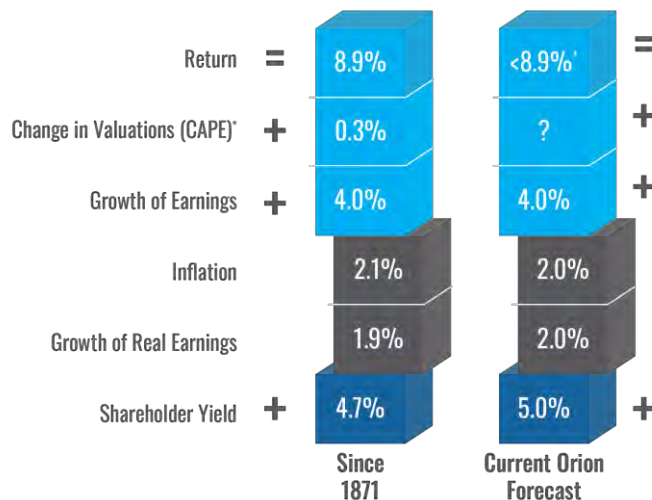 Return = 8.9% <8.9%* =
Change in Valuations (CAPE)* + 0.3% ? +
Growth of Earnings + 4.0% 4.0% +
Inflation 2.1% 2.0%
Growth of Real Earnings 1.9% 2.0%
Shareholder Yield + 4.7% 5.0% +
Since Current Orion
1871 Forecast